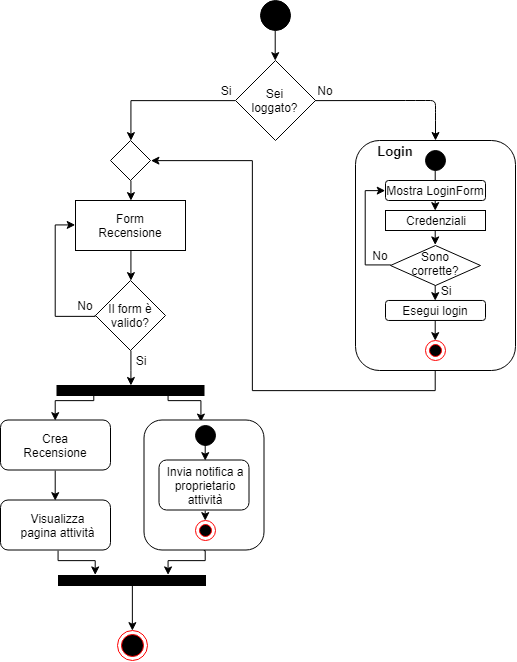 Sei
loggato?
Si
No
Login
Mostra LoginForm
Credenziali
Sono
corrette?
No
Si
Esegui login
Form
Recensione
Il form è
valido?
No
Si
Crea
Recensione
Visualizza
pagina attività
Invia notifica a
proprietario
attività